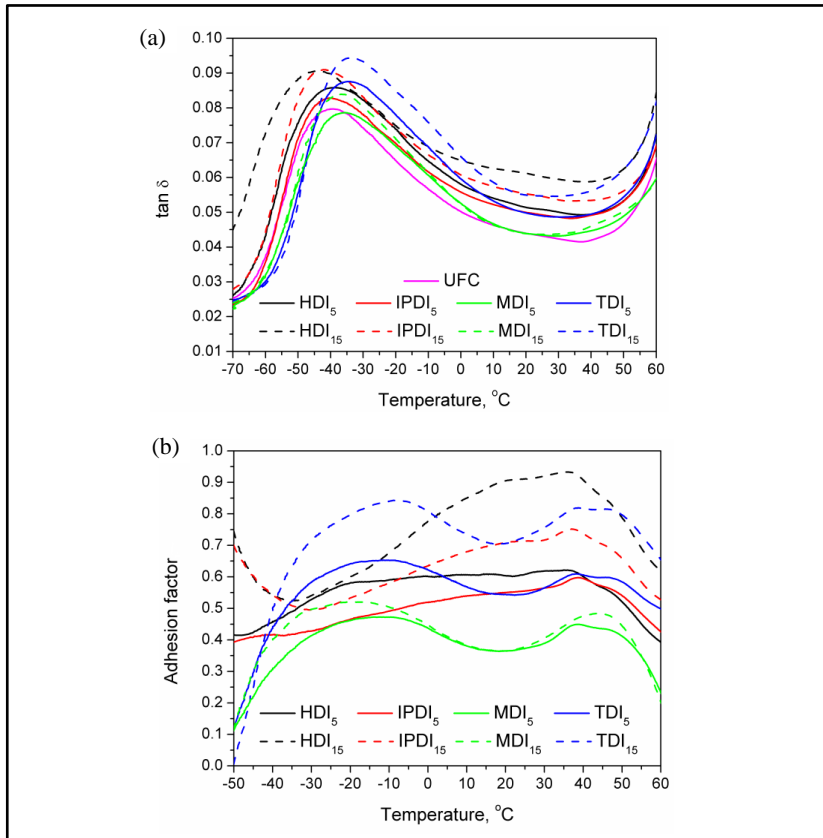 (a)
0.10
0.09
0.08
0.07
0.06
0.05
0.04
0.03
0.02
0.01
tan δ
UFC
HDI₅ IPDI₅ MDI₅ TDI₅
HDI₁₅ IPDI₁₅ MDI₁₅ TDI₁₅
-70 -60 -50 -40 -30 -20 -10 0 10 20 30 40 50 60
Temperature, °C
(b)
1.0
0.9
0.8
0.7
0.6
0.5
0.4
0.3
0.2
0.1
0.0
Adhesion factor
HDI₅ IPDI₅ MDI₅ TDI₅
HDI₁₅ IPDI₁₅ MDI₁₅ TDI₁₅
-50 -40 -30 -20 -10 0 10 20 30 40 50 60
Temperature, °C